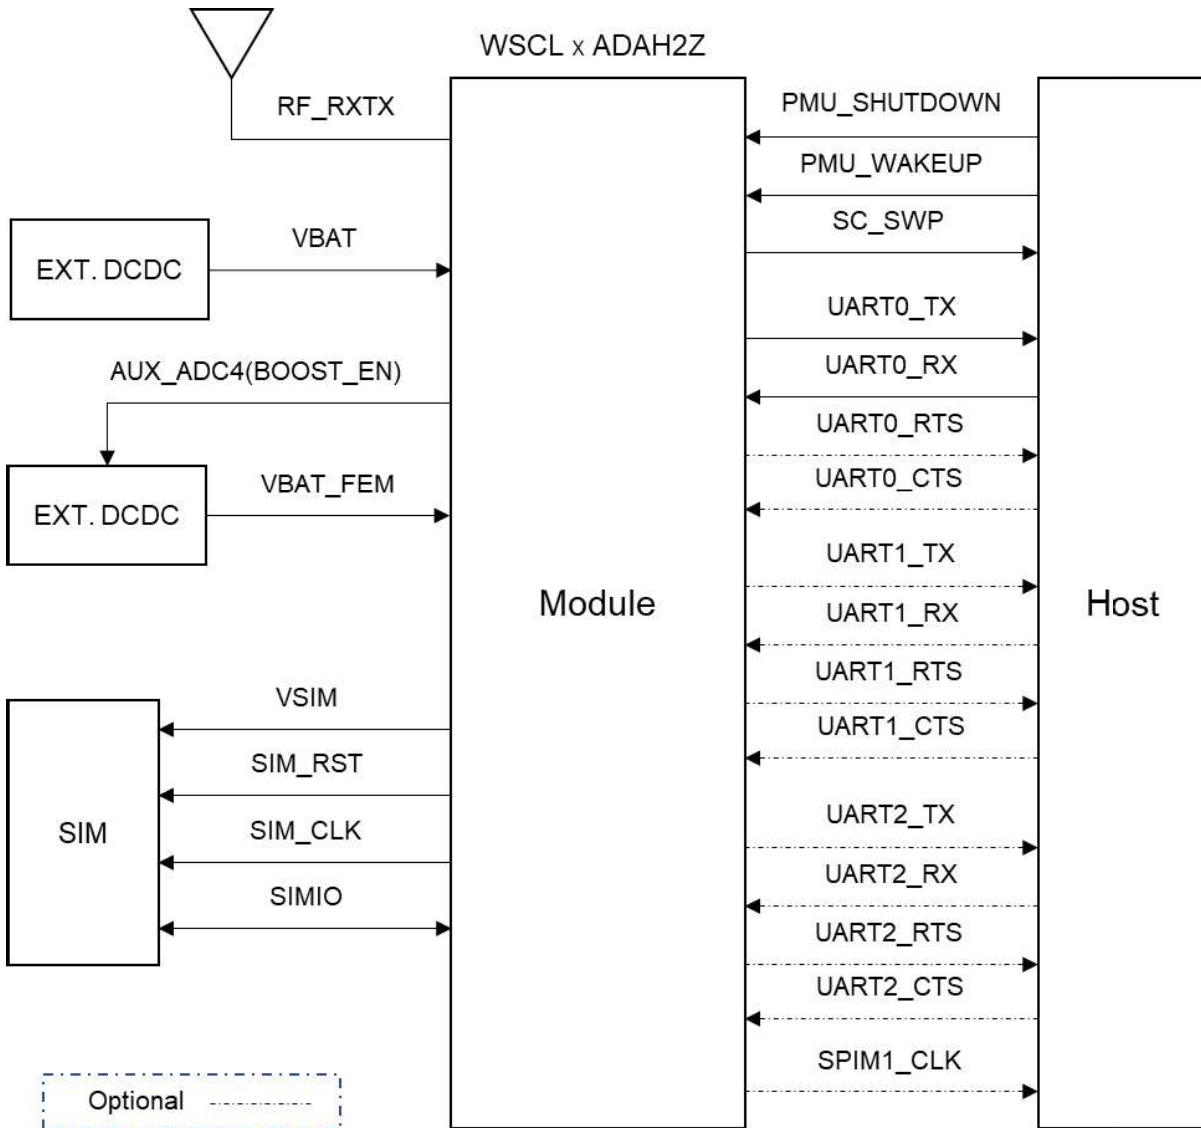 WSCL x ADAH2Z
RF_RXTX
EXT. DCDC
VBAT
AUX_ADC4(BOOST_EN)
EXT. DCDC
VBAT_FEM
SIM
VSIM
SIM_RST
SIM_CLK
SIMIO
Optional
Module
PMU_SHUTDOWN
PMU_WAKEUP
SC_SWP
UART0_TX
UART0_RX
UART0_RTS
UART0_CTS
UART1_TX
UART1_RX
UART1_RTS
UART1_CTS
UART2_TX
UART2_RX
UART2_RTS
UART2_CTS
SPIM1_CLK
Host